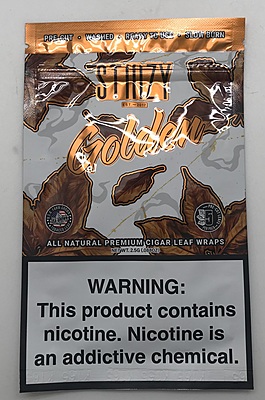 PRE-CUT • WASHED • READY TO USE • SLOW BURN
STIIIZY
Golden
ALL NATURAL PREMIUM CIGAR LEAF WRAPS
WARNING:
This product contains
nicotine. Nicotine is
an addictive chemical.